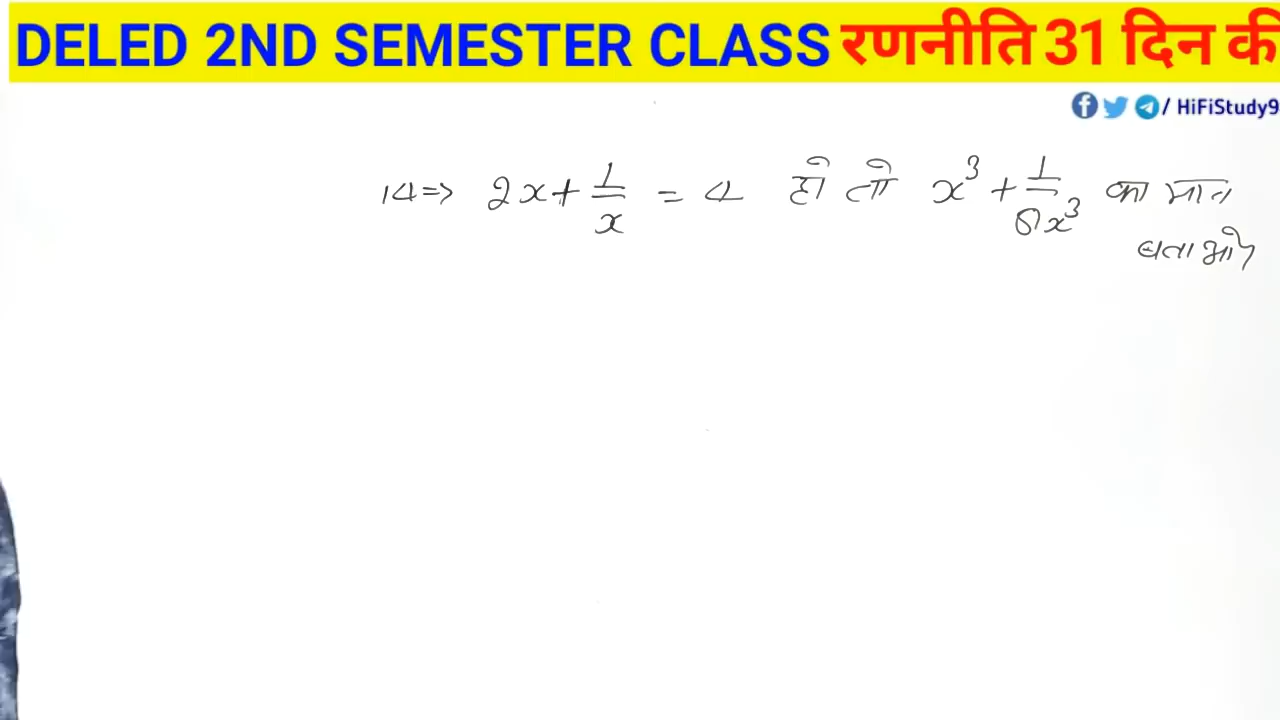 DELED 2ND SEMESTER CLASS रणनीति 31 दिन की
/ HiFiStudy9
14⇒ 2x + 1/x = 4 हो तो x³ + 1/8x³ का मान
बताओ?